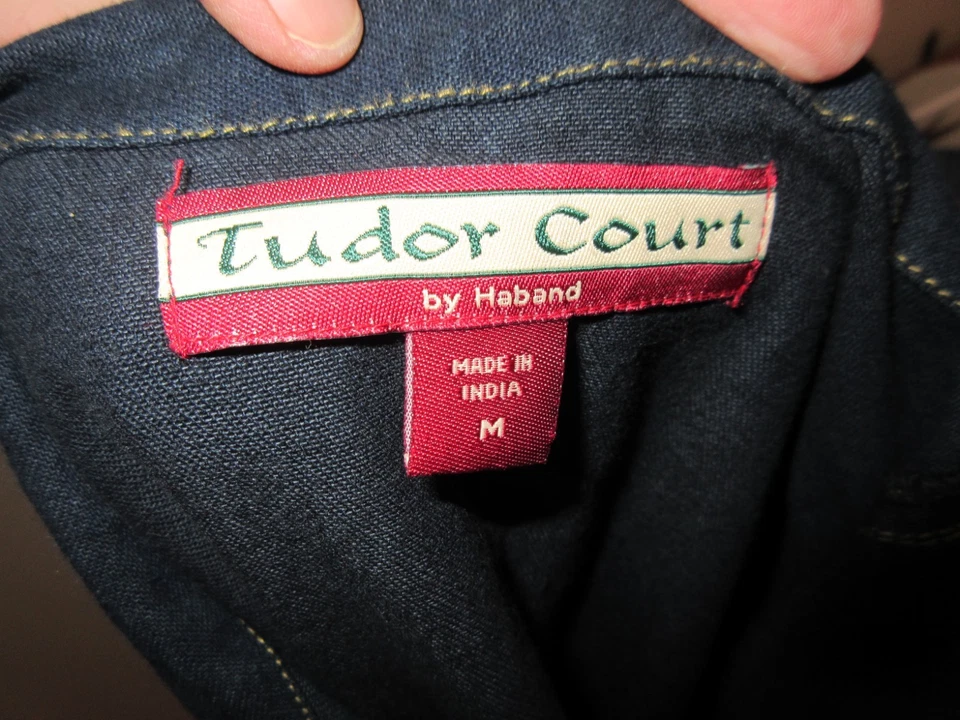 Tudor Court
by Haband
MADE IN
INDIA
M